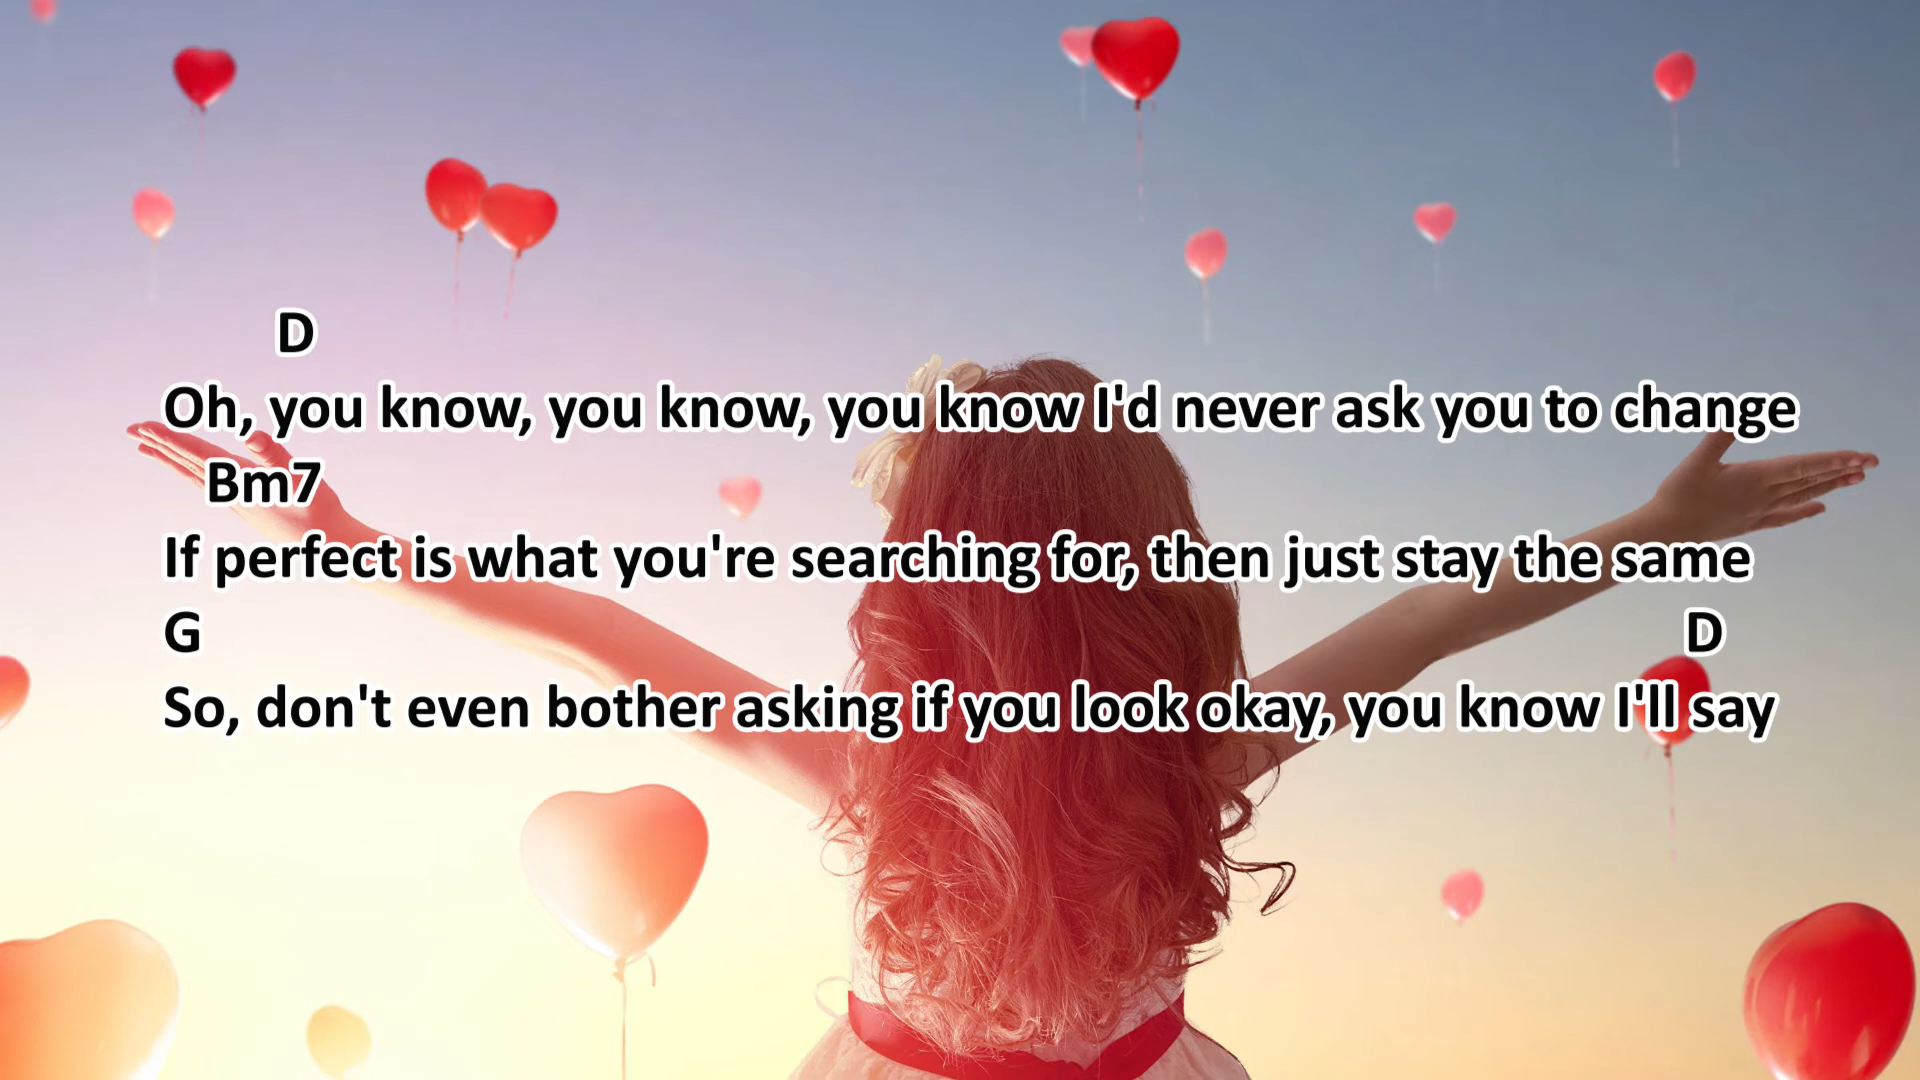 D
Oh, you know, you know, you know I'd never ask you to change
Bm7
If perfect is what you're searching for, then just stay the same
G D
So, don't even bother asking if you look okay, you know I'll say